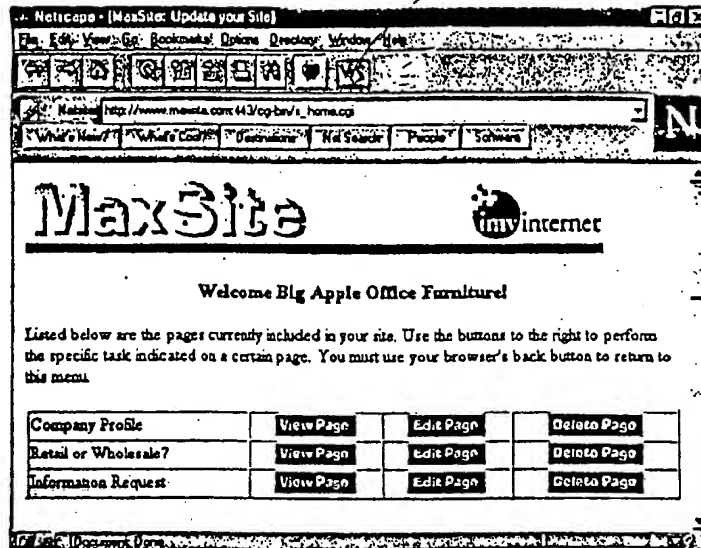 Netscape - [MaxSite: Update your Site]
File Edit View Go Bookmarks Options Directory Window Help
http://www.maxsite.com:443/cg-bin/s_home.cgi
What's New? What's Cool? Destinations Net Search People Software
MaxSite
imv internet
Welcome Big Apple Office Furniture!
Listed below are the pages currently included in your site. Use the buttons to the right to perform
the specific task indicated on a certain page. You must use your browser's back button to return to
this menu.
Company Profile View Page Edit Page Delete Page
Retail or Wholesale? View Page Edit Page Delete Page
Information Request View Page Edit Page Delete Page
Document Done